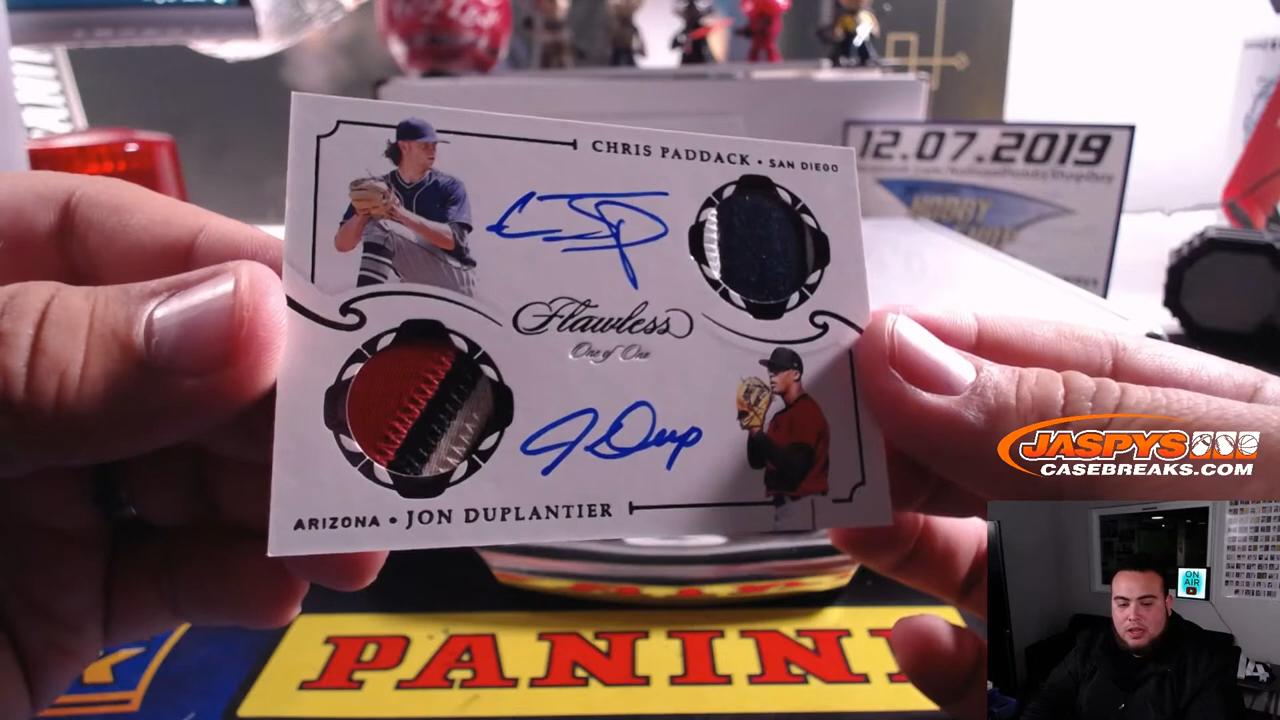 CHRIS PADDACK • SAN DIEGO
Flawless
One of One
ARIZONA • JON DUPLANTIER
12.07.2019
HOBBY
PANINI
JASPYS
CASEBREAKS.COM
ON
AIR